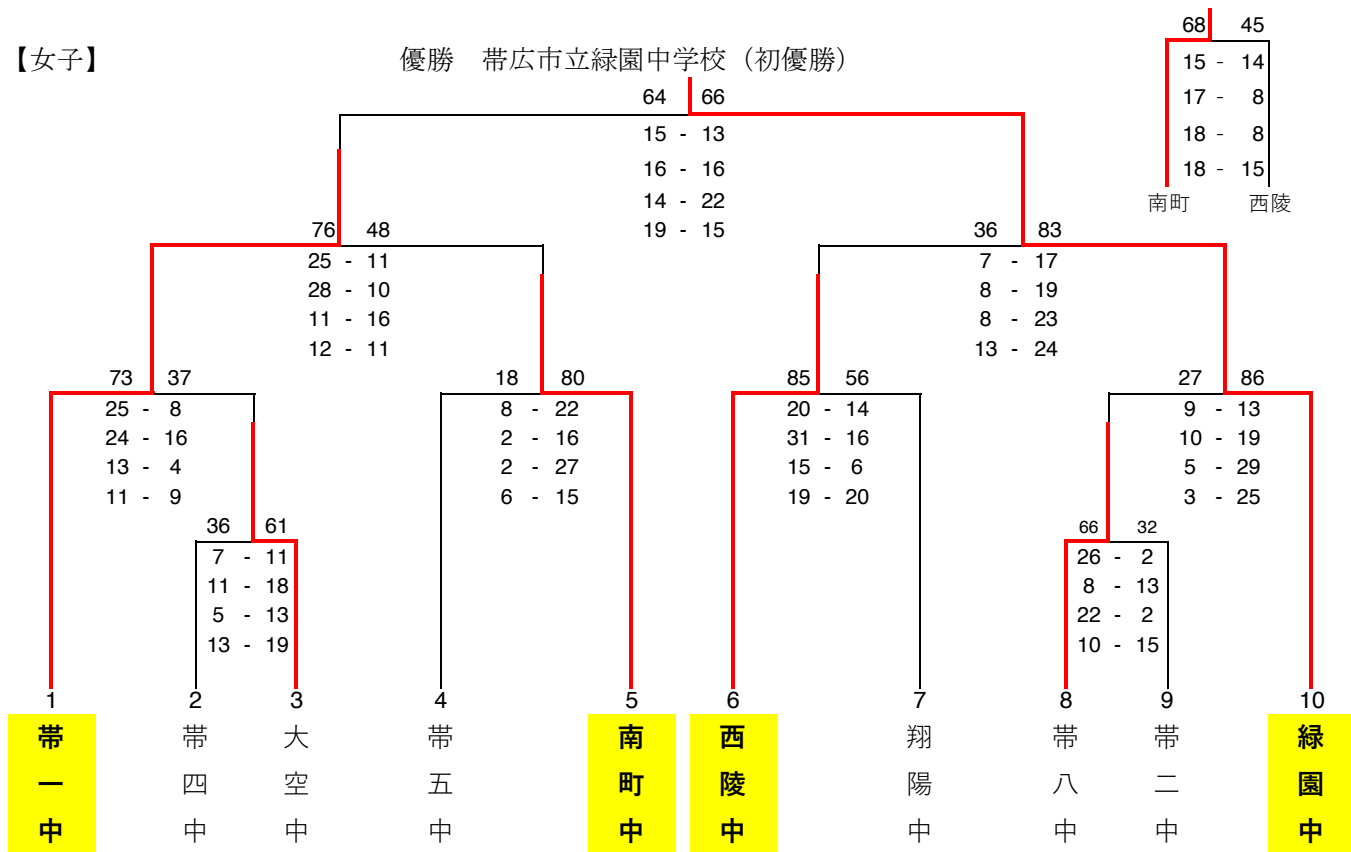 【女子】
優勝　帯広市立緑園中学校（初優勝）
68 45
15 - 14
17 - 8
18 - 8
18 - 15
南町 西陵
64 66
15 - 13
16 - 16
14 - 22
19 - 15
76 48
25 - 11
28 - 10
11 - 16
12 - 11
36 83
7 - 17
8 - 19
8 - 23
13 - 24
73 37
25 - 8
24 - 16
13 - 4
11 - 9
18 80
8 - 22
2 - 16
2 - 27
6 - 15
85 56
20 - 14
31 - 16
15 - 6
19 - 20
27 86
9 - 13
10 - 19
5 - 29
3 - 25
36 61
7 - 11
11 - 18
5 - 13
13 - 19
66 32
26 - 2
8 - 13
22 - 2
10 - 15
1 2 3 4 5 6 7 8 9 10
帯一中
帯四中
大空中
帯五中
南町中
西陵中
翔陽中
帯八中
帯二中
緑園中